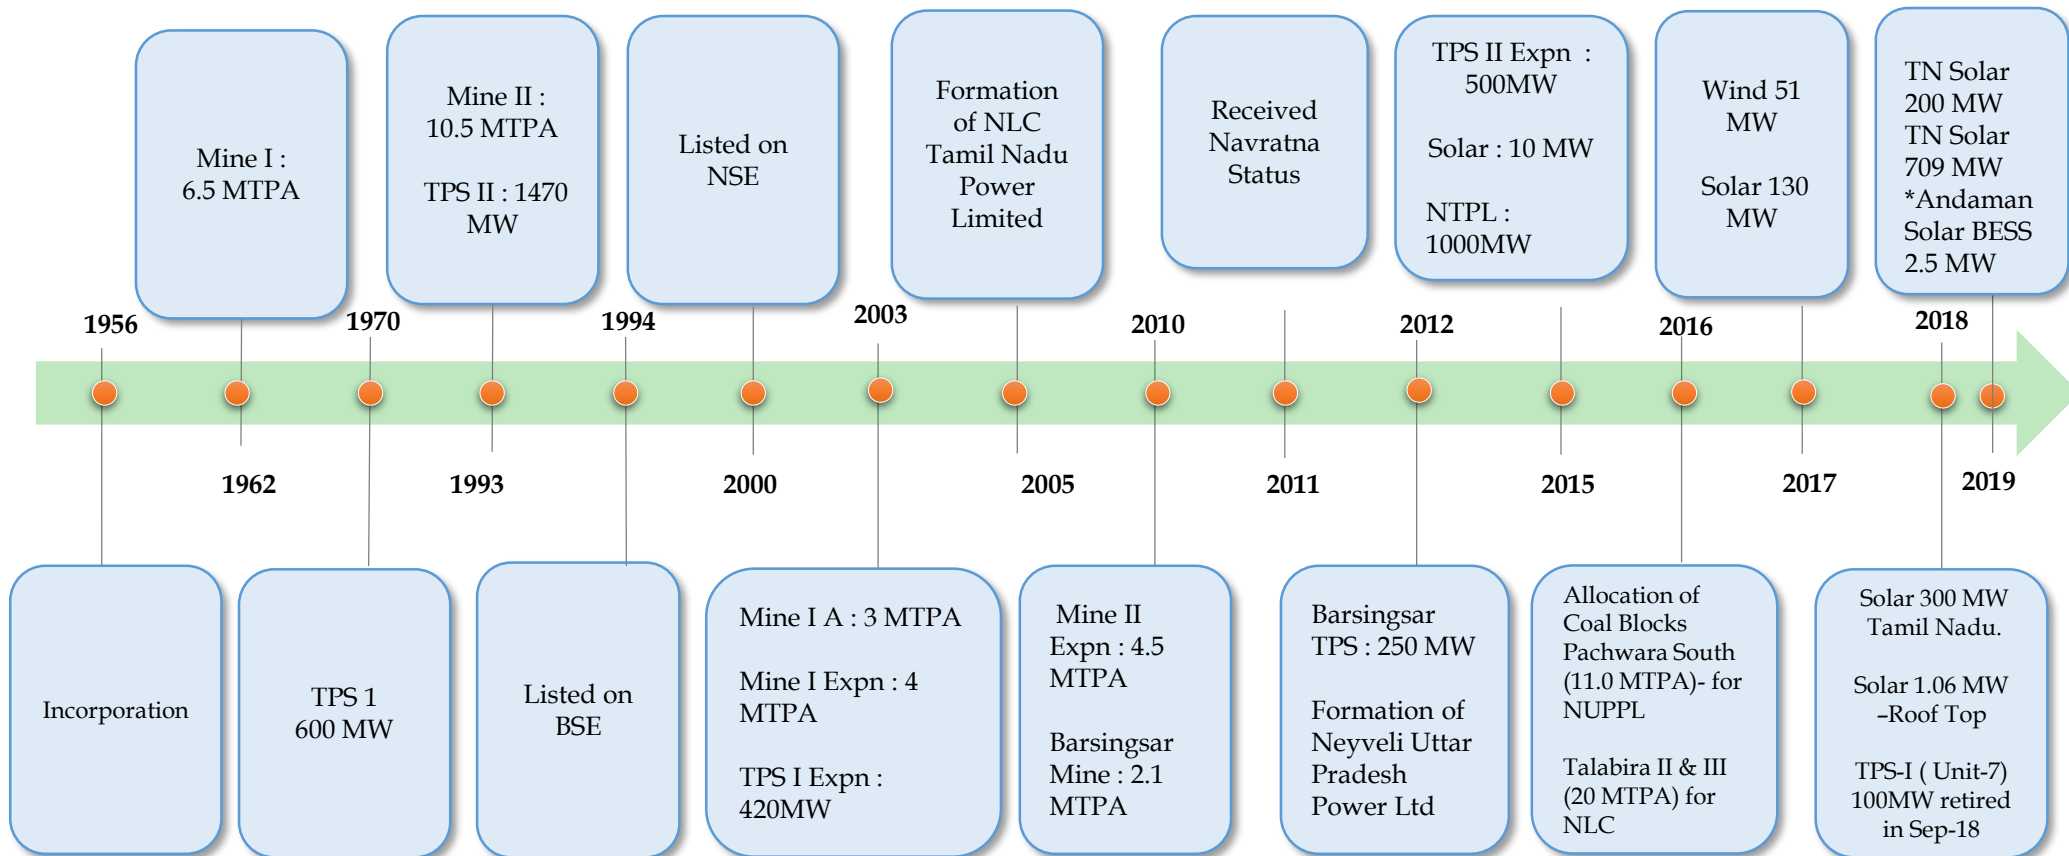 Mine I :
6.5 MTPA
Mine II :
10.5 MTPA
TPS II : 1470
MW
Listed on
NSE
Formation
of NLC
Tamil Nadu
Power
Limited
Received
Navratna
Status
TPS II Expn :
500MW
Solar : 10 MW
NTPL :
1000MW
Wind 51
MW
Solar 130
MW
TN Solar
200 MW
TN Solar
709 MW
*Andaman
Solar BESS
2.5 MW
1956
1970
1994
2003
2010
2012
2016
2018
1962
1993
2000
2005
2011
2015
2017
2019
Incorporation
TPS 1
600 MW
Listed on
BSE
Mine I A : 3 MTPA
Mine I Expn : 4
MTPA
TPS I Expn :
420MW
Mine II
Expn : 4.5
MTPA
Barsingsar
Mine : 2.1
MTPA
Barsingsar
TPS : 250 MW
Formation of
Neyveli Uttar
Pradesh
Power Ltd
Allocation of
Coal Blocks
Pachwara South
(11.0 MTPA)- for
NUPPL
Talabira II & III
(20 MTPA) for
NLC
Solar 300 MW
Tamil Nadu.
Solar 1.06 MW
–Roof Top
TPS-I ( Unit-7)
100MW retired
in Sep-18